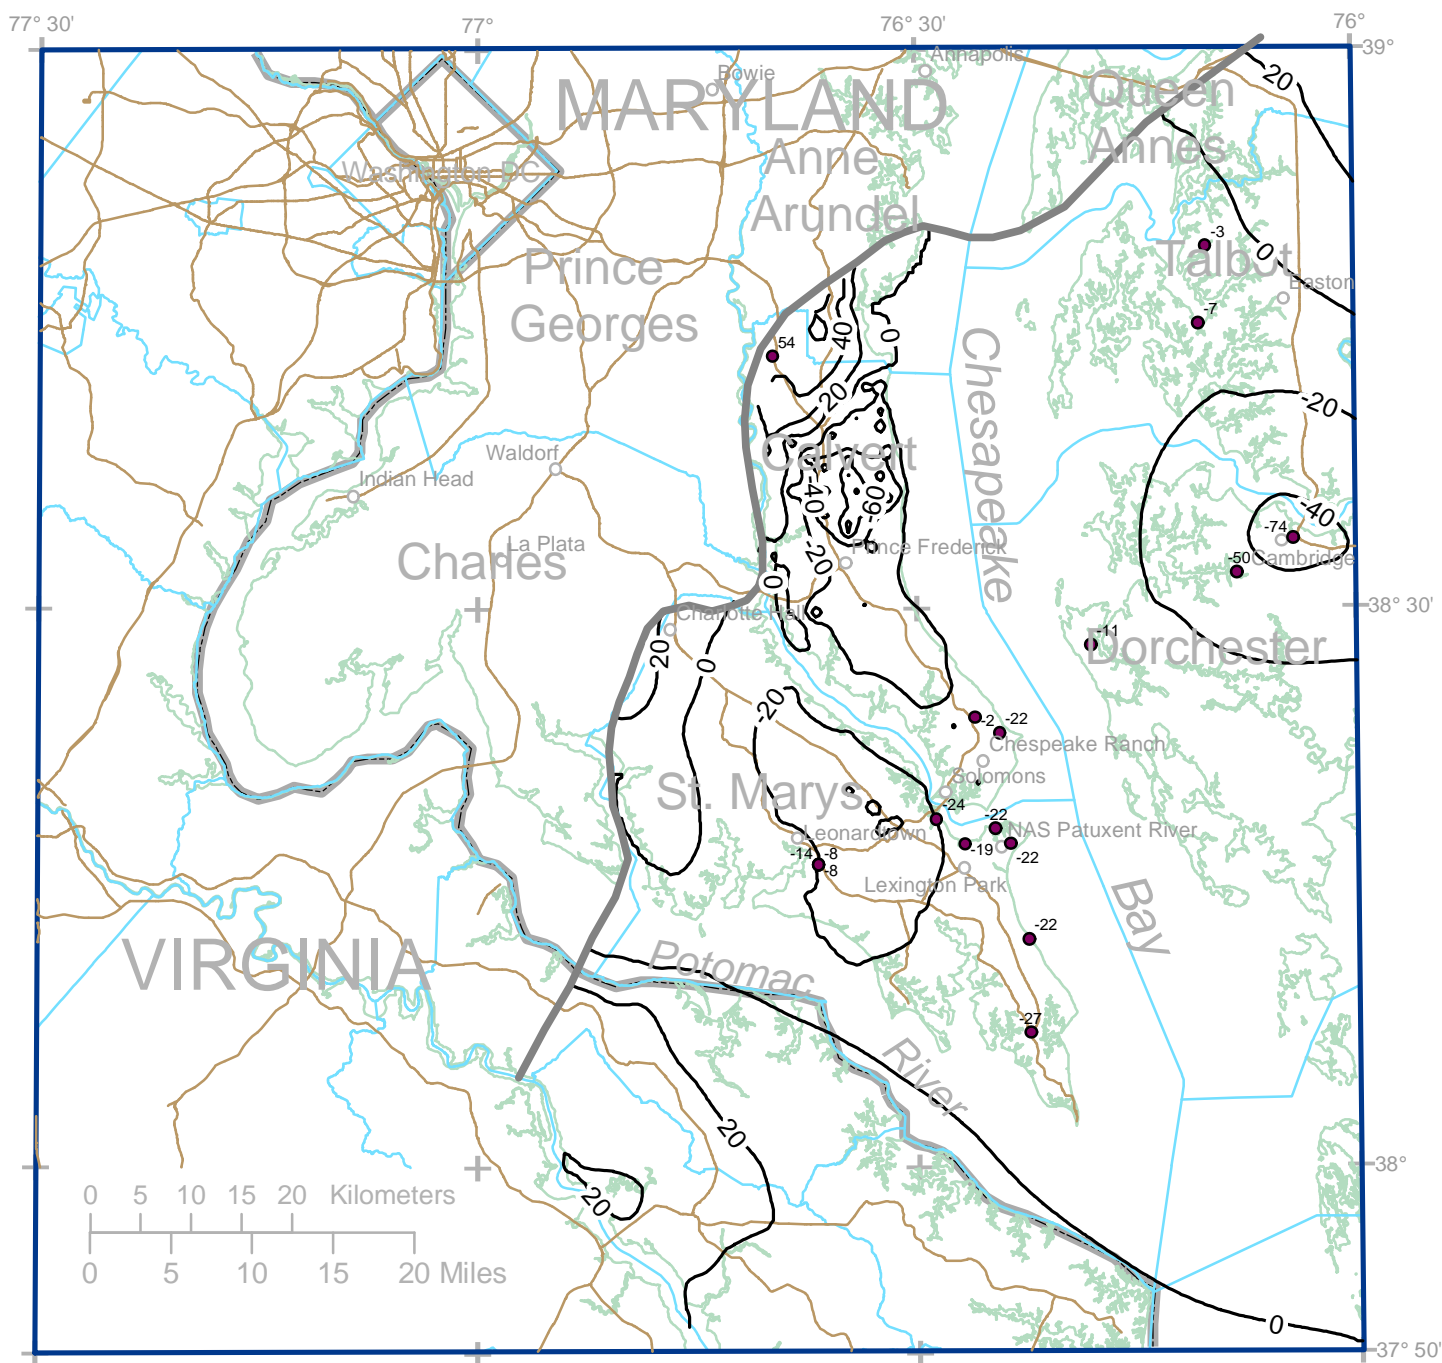 77° 30'
77°
76° 30'
76°
39°
Annapolis
Bowie
20
MARYLAND
Queen
Annes
Anne
Arundel
Washington DC
-3
0
Talbot
Easton
Prince
Georges
-7
54
40
0
20
Chesapeake
-20
Calvert
Waldorf
Indian Head
-40
-60
-40
-74
La Plata
Charles
-20
Prince Frederick
-50
Cambridge
0
38° 30'
Charlotte Hall
20
0
-11
Dorchester
-20
-2
-22
Chespeake Ranch
Solomons
St. Marys
-24
-22
NAS Patuxent River
Leonardtown
-14
-8
-8
-19
-22
Lexington Park
Bay
-22
VIRGINIA
Potomac
River
-27
20
38°
0 5 10 15 20 Kilometers
20
0 5 10 15 20 Miles
0
37° 50'